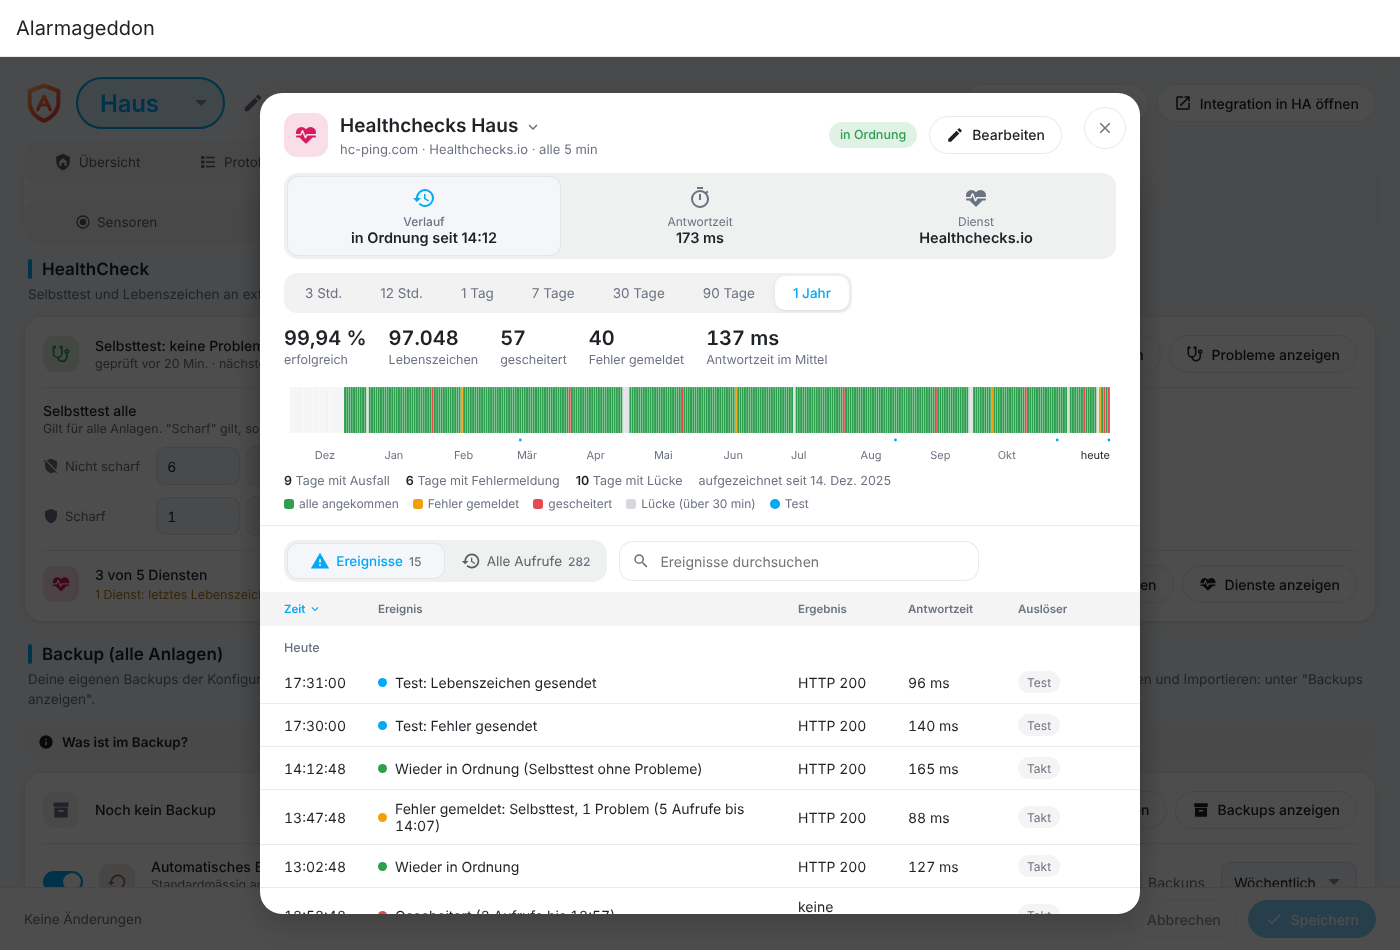 Alarmageddon
Haus
Integration in HA öffnen
Übersicht
Sensoren
HealthCheck
Selbsttest und Lebenszeichen an
Selbsttest: keine
geprüft vor 20 Min. ·
Probleme anzeigen
Selbsttest alle
Gilt für alle Anlagen. "Scharf" gilt,
Nicht scharf 6
Scharf 1
3 von 5 Diensten
1 Dienst: letztes
Dienste anzeigen
Backup (alle Anlagen)
Deine eigenen Backups der
und Importieren: unter "Backups
anzeigen".
Was ist im Backup?
Noch kein Backup
Backups anzeigen
Automatisches
Standardmässig
Backups Wöchentlich
Keine Änderungen
Abbrechen
Speichern
Healthchecks Haus
hc-ping.com · Healthchecks.io · alle 5 min
in Ordnung
Bearbeiten
Verlauf
in Ordnung seit 14:12
Antwortzeit
173 ms
Dienst
Healthchecks.io
3 Std. 12 Std. 1 Tag 7 Tage 30 Tage 90 Tage 1 Jahr
99,94 % 97.048 57 40 137 ms
erfolgreich Lebenszeichen gescheitert Fehler gemeldet Antwortzeit im Mittel
Dez Jan Feb Mär Apr Mai Jun Jul Aug Sep Okt heute
9 Tage mit Ausfall 6 Tage mit Fehlermeldung 10 Tage mit Lücke aufgezeichnet seit 14. Dez. 2025
alle angekommen Fehler gemeldet gescheitert Lücke (über 30 min) Test
Ereignisse 15 Alle Aufrufe 282 Ereignisse durchsuchen
Zeit Ereignis Ergebnis Antwortzeit Auslöser
Heute
17:31:00 Test: Lebenszeichen gesendet HTTP 200 96 ms Test
17:30:00 Test: Fehler gesendet HTTP 200 140 ms Test
14:12:48 Wieder in Ordnung (Selbsttest ohne Probleme) HTTP 200 165 ms Takt
13:47:48 Fehler gemeldet: Selbsttest, 1 Problem (5 Aufrufe bis
14:07) HTTP 200 88 ms Takt
13:02:48 Wieder in Ordnung HTTP 200 127 ms Takt
keine